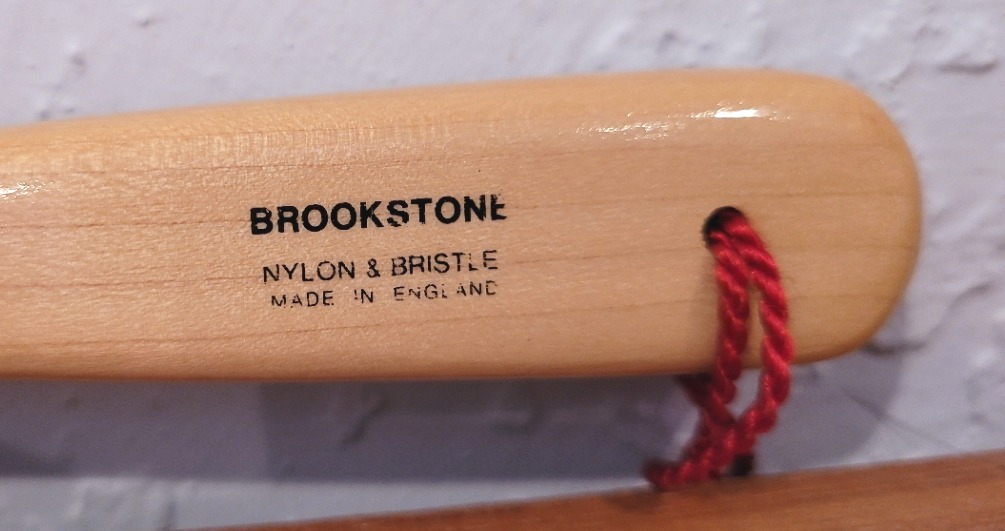 BROOKSTONE
NYLON & BRISTLE
MADE IN ENGLAND